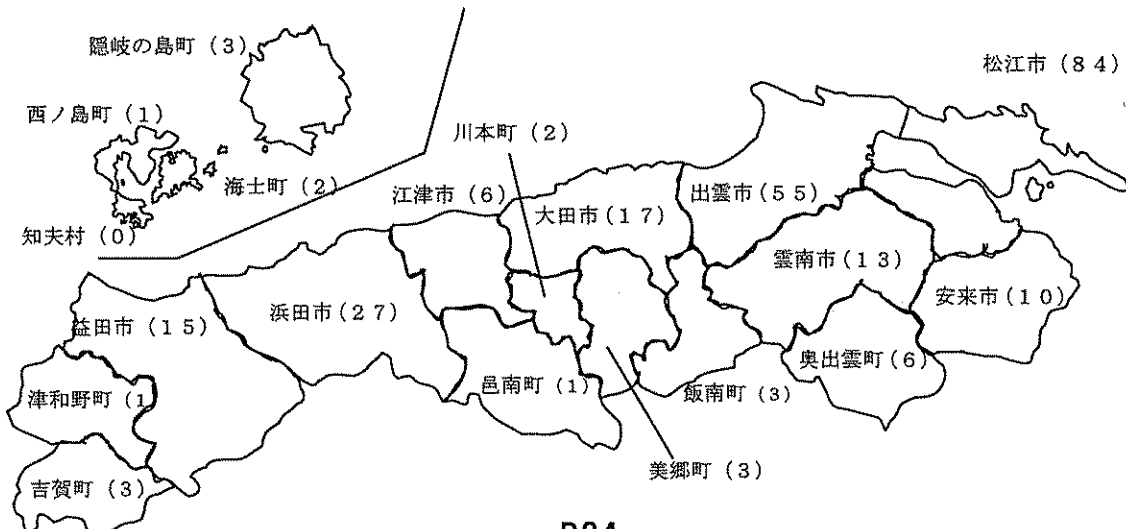 隠岐の島町（3）
松江市（84）
西ノ島町（1）
川本町（2）
海士町（2）
江津市（6）
大田市（17）
出雲市（55）
知夫村（0）
雲南市（13）
益田市（15）
浜田市（27）
安来市（10）
奥出雲町（6）
津和野町（1
邑南町（1）
飯南町（3）
美郷町（3）
吉賀町（3）